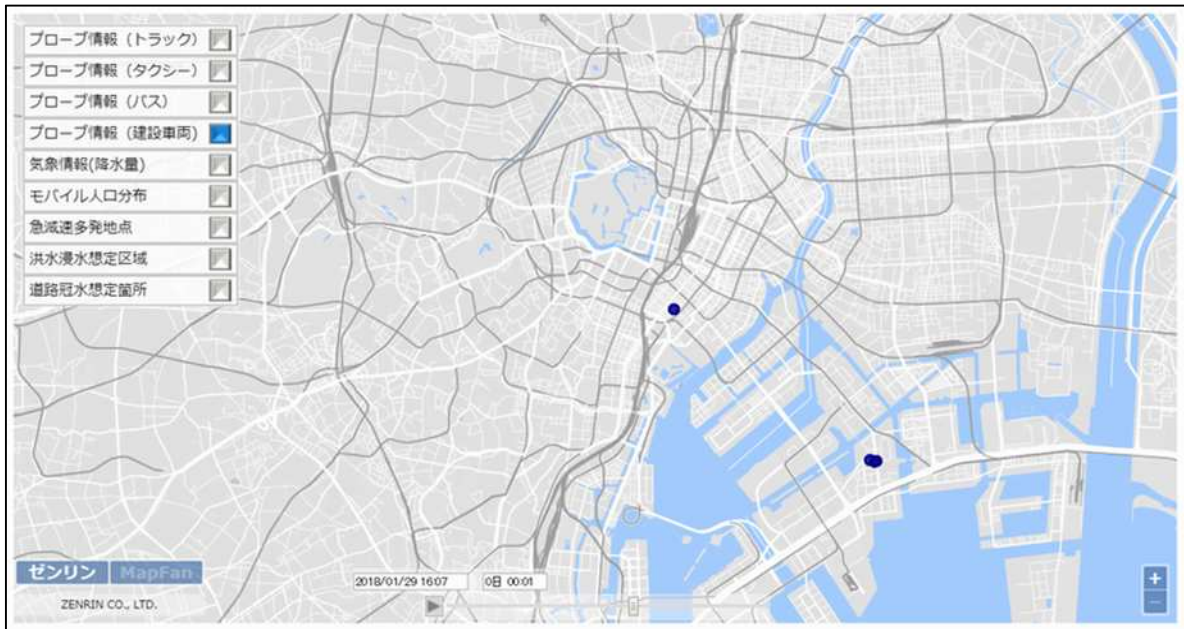 プローブ情報（トラック）
プローブ情報（タクシー）
プローブ情報（バス）
プローブ情報（建設車両）
気象情報(降水量)
モバイル人口分布
急減速多発地点
洪水浸水想定区域
道路冠水想定箇所
ゼンリン MapFan
ZENRIN CO., LTD.
2018/01/29 16:07 0日 00:01
+
−